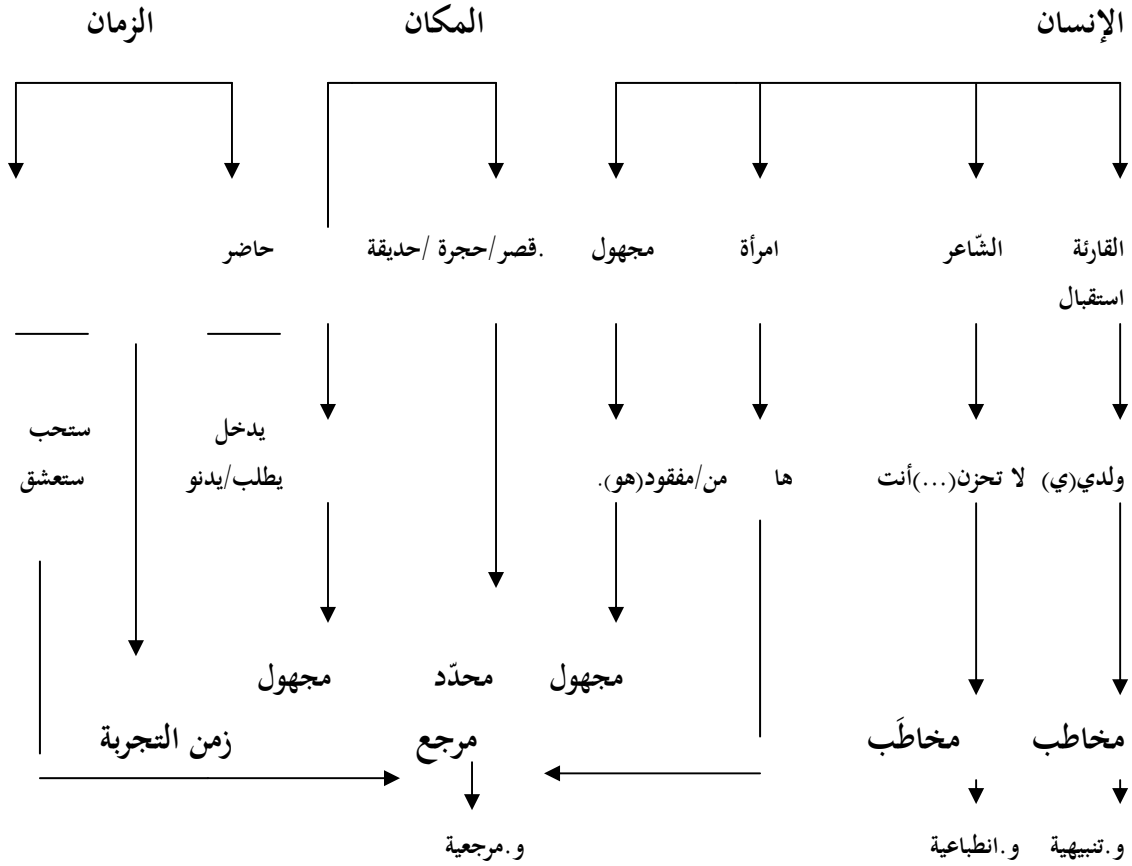 الإنسان المكان الزمان
القارئة الشّاعر امرأة مجهول .قصر/حجرة /حديقة حاضر
استقبال
يدخل ستحب
ولدي(ي) لا تحزن(...)أنت ها من/مفقود(هو). يطلب/يدنو ستعشق
مجهول محدّد مجهول
مخاطب مخاطَب مرجع زمن التجربة
و.تنبيهية و.انطباعية و.مرجعية